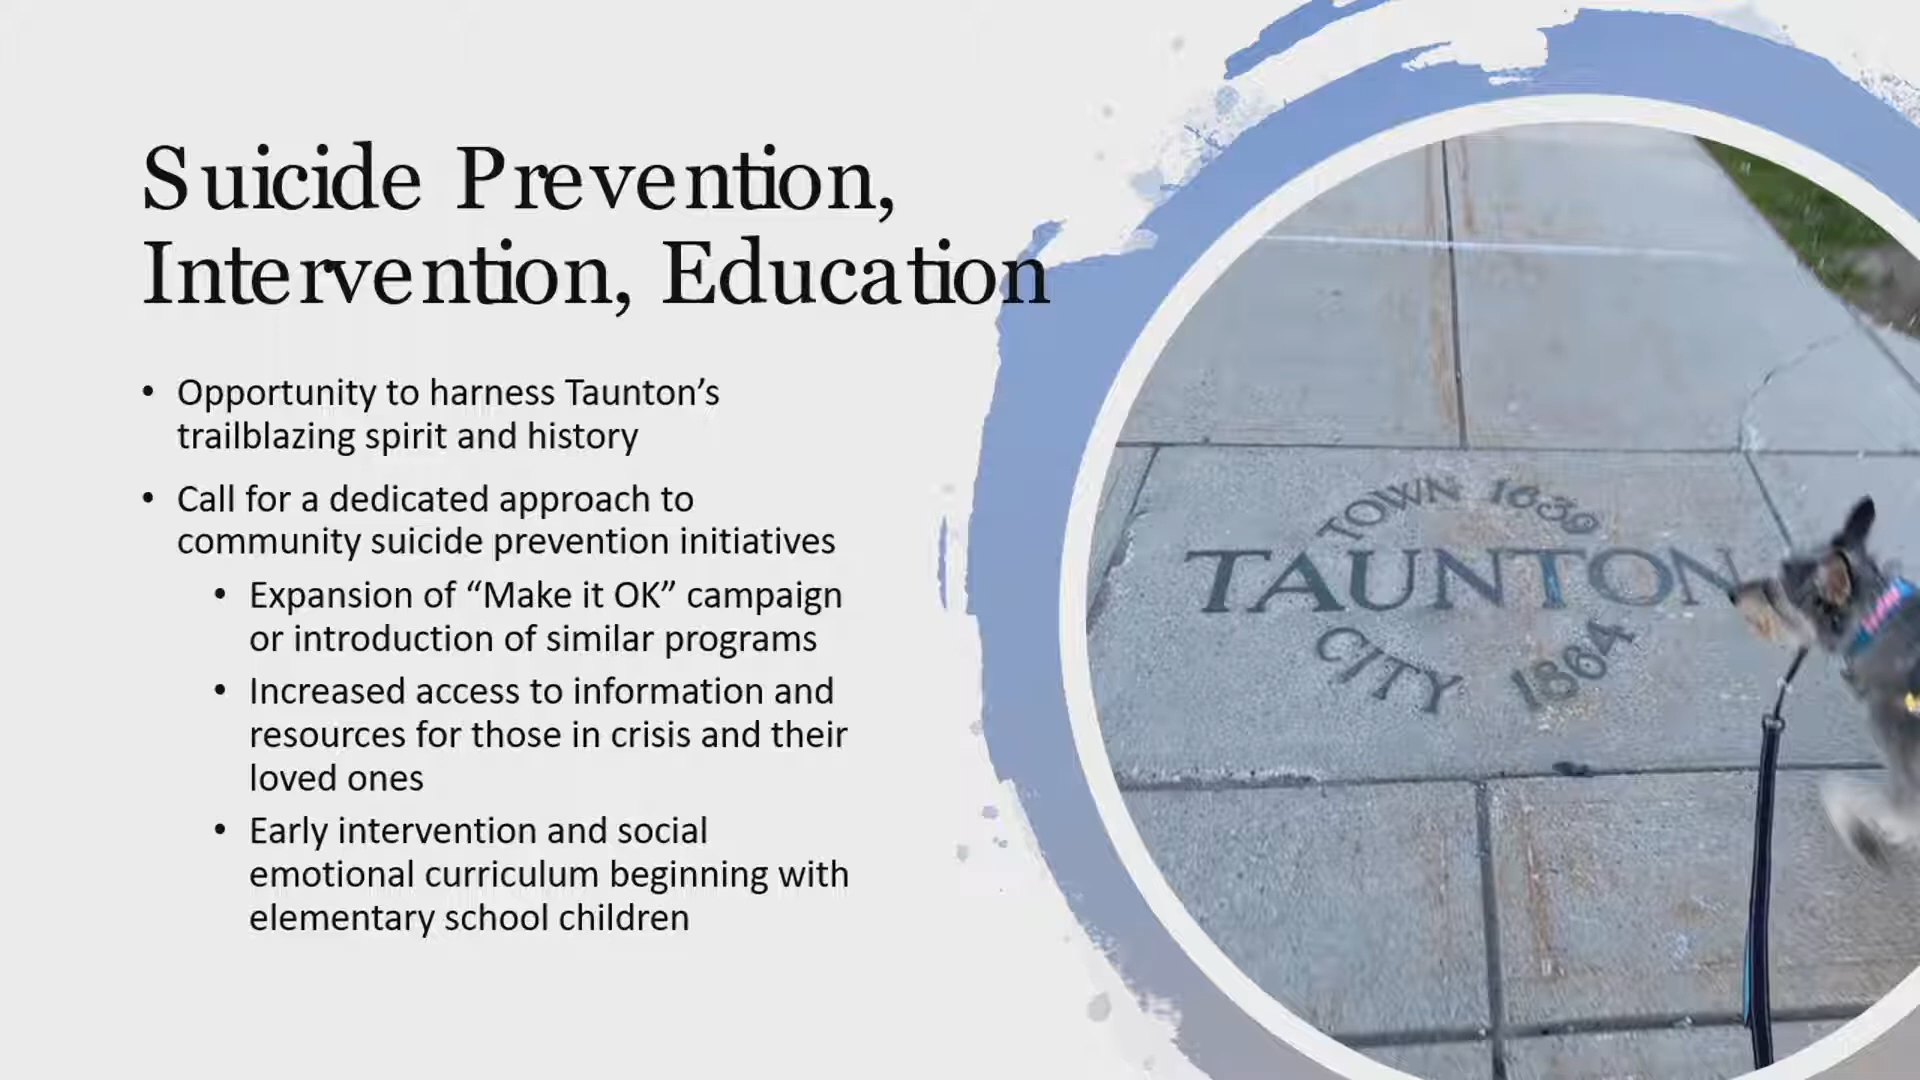 Suicide Prevention,
Intervention, Education
• Opportunity to harness Taunton’s
trailblazing spirit and history
• Call for a dedicated approach to
community suicide prevention initiatives
• Expansion of “Make it OK” campaign
or introduction of similar programs
• Increased access to information and
resources for those in crisis and their
loved ones
• Early intervention and social
emotional curriculum beginning with
elementary school children
TOWN 1639
TAUNTON
CITY 1864